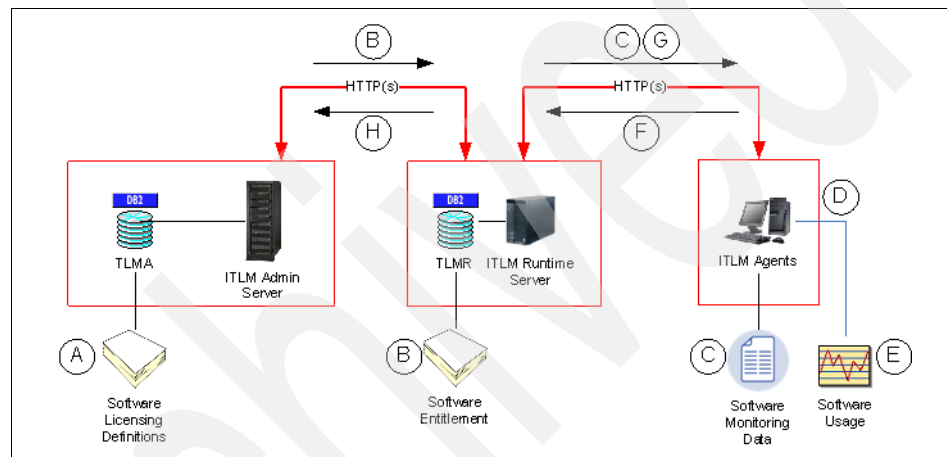 B
C G
HTTP(s)
HTTP(s)
H
F
DB2
DB2
D
TLMA
ITLM Admin
Server
TLMR
ITLM Runtime
Server
ITLM Agents
A
B
C
E
Software
Licensing
Definitions
Software
Entitlement
Software
Monitoring
Data
Software
Usage